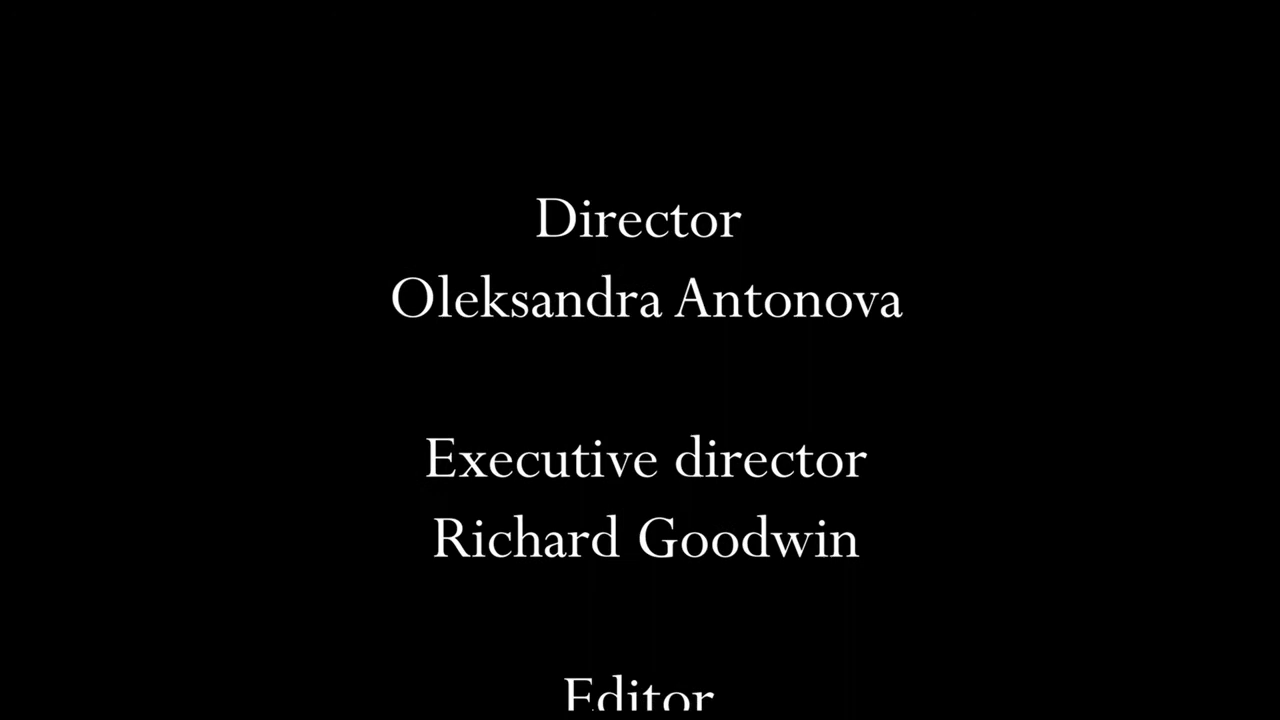 Director
Oleksandra Antonova
Executive director
Richard Goodwin
Editor